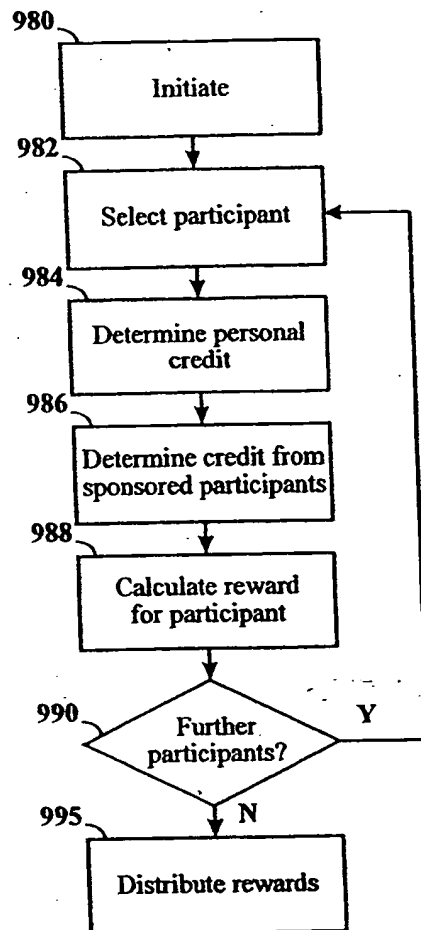 980
Initiate
982
Select participant
984
Determine personal
credit
986
Determine credit from
sponsored participants
988
Calculate reward
for participant
990
Further
participants?
Y
N
995
Distribute rewards